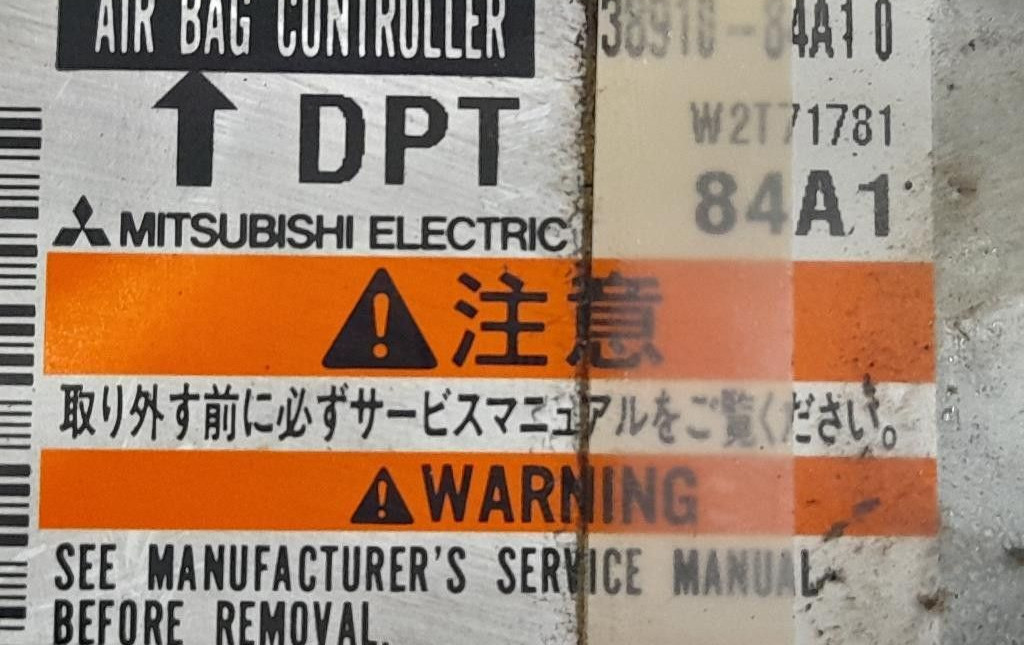 AIR BAG CONTROLLER 38910-84A10
DPT W2T71781
84A1
MITSUBISHI ELECTRIC
注意
取り外す前に必ずサービスマニュアルをご覧ください。
WARNING
SEE MANUFACTURER'S SERVICE MANUAL
BEFORE REMOVAL.